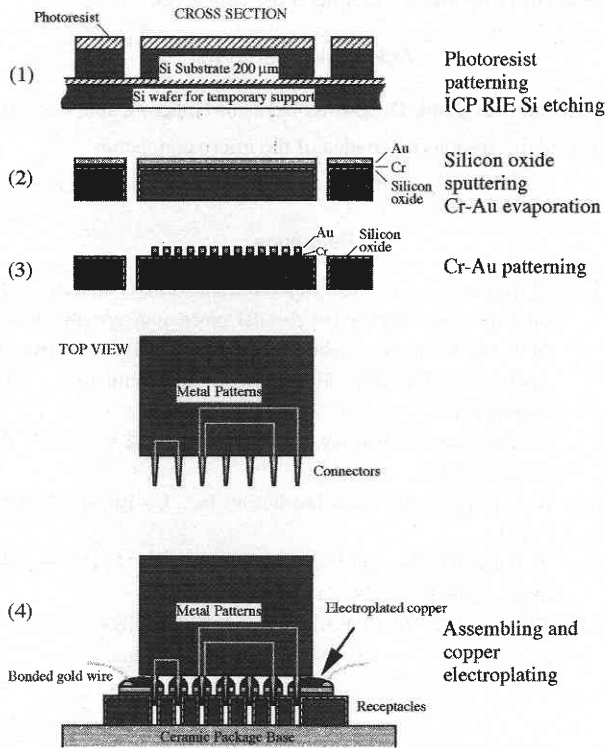 CROSS SECTION
Photoresist
(1)
Si Substrate 200 μm
Si wafer for temporary support
Photoresist
patterning
ICP RIE Si etching
(2)
Au
Cr
Silicon
oxide
Silicon oxide
sputtering
Cr-Au evaporation
(3)
Au
Cr
Silicon
oxide
Cr-Au patterning
TOP VIEW
Metal Patterns
Connectors
(4)
Metal Patterns
Electroplated copper
Bonded gold wire
Receptacles
Ceramic Package Base
Assembling and
copper
electroplating